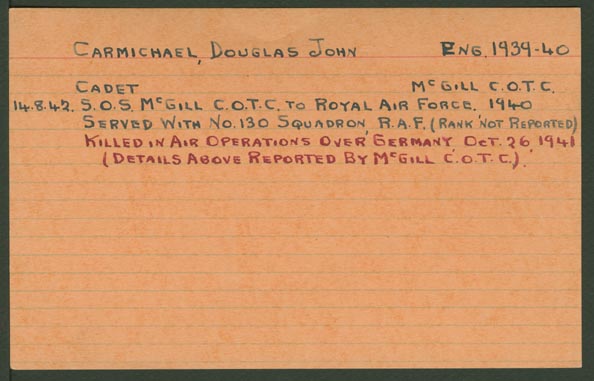 CARMICHAEL, DOUGLAS JOHN ENG. 1939-40
CADET McGILL C.O.T.C.
14.8.42. S.O.S. McGILL C.O.T.C. TO ROYAL AIR FORCE, 1940
SERVED WITH No.130 SQUADRON, R.A.F. (RANK NOT REPORTED)
KILLED IN AIR OPERATIONS OVER GERMANY, OCT. 26, 1941
(DETAILS ABOVE REPORTED BY McGILL C.O.T.C.).